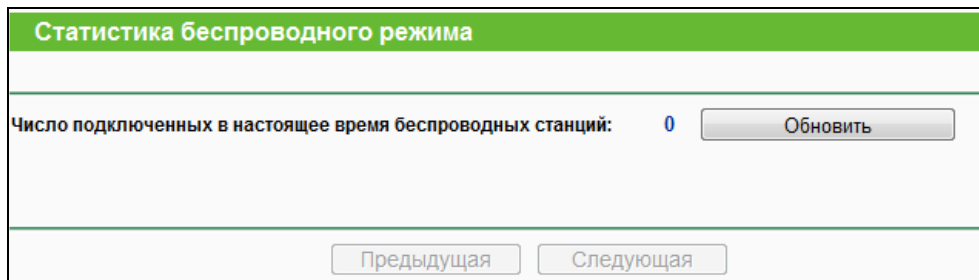 Статистика беспроводного режима
Число подключенных в настоящее время беспроводных станций: 0 Обновить
Предыдущая Следующая